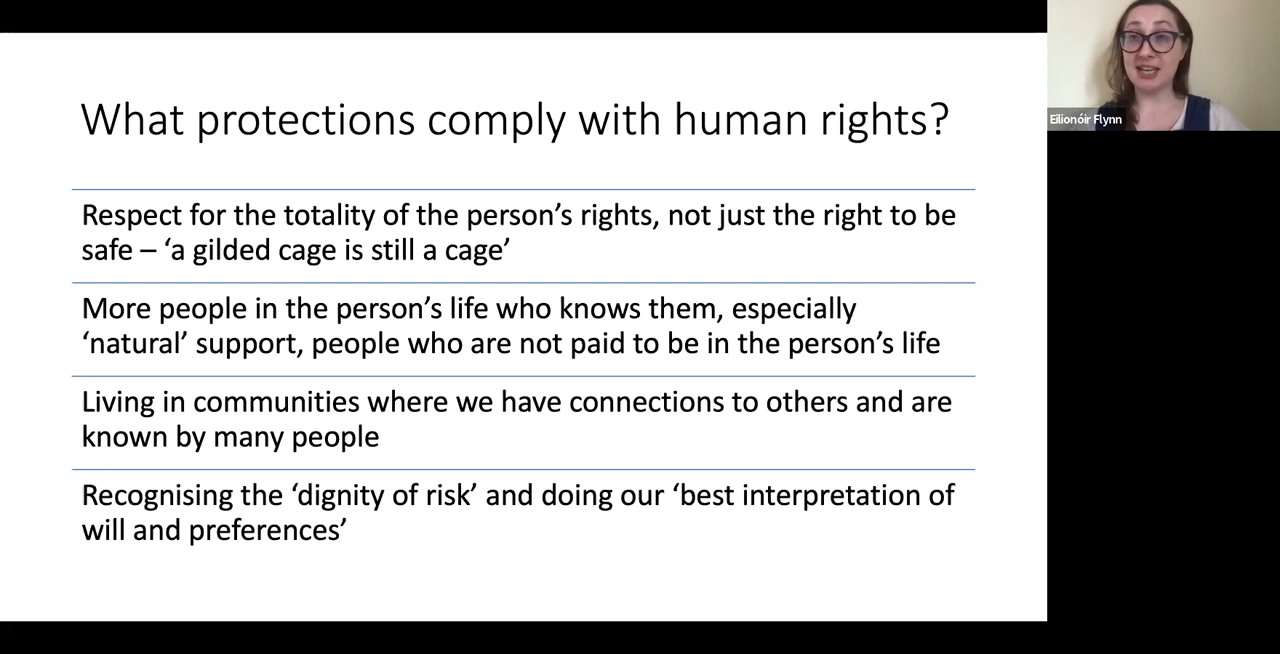 What protections comply with human rights?
Respect for the totality of the person’s rights, not just the right to be
safe – ‘a gilded cage is still a cage’
More people in the person’s life who knows them, especially
‘natural’ support, people who are not paid to be in the person’s life
Living in communities where we have connections to others and are
known by many people
Recognising the ‘dignity of risk’ and doing our ‘best interpretation of
will and preferences’
Eilionóir Flynn